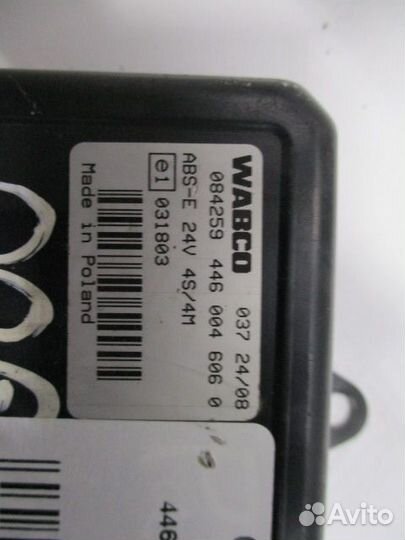 WABCO 037 24/08
084259 446 004 606 0
ABS-E 24V 4S/4M
e1 031803
Made in Poland
446
Avito